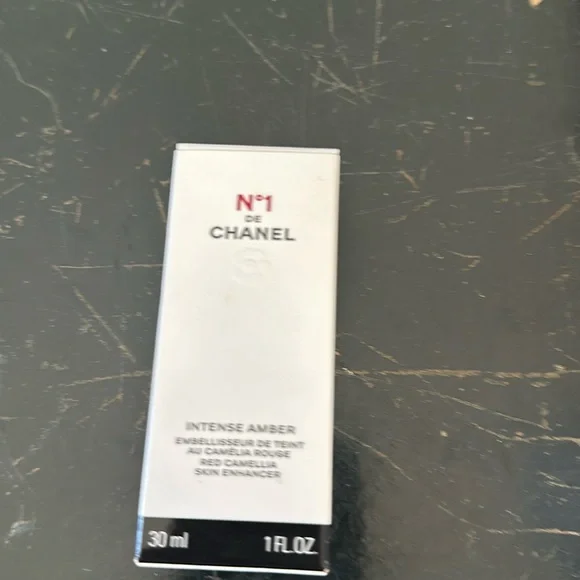 N°1
DE
CHANEL
INTENSE AMBER
EMBELLISSEUR DE TEINT
AU CAMÉLIA ROUGE
RED CAMELLIA
SKIN ENHANCER
30 ml 1 FL.OZ.